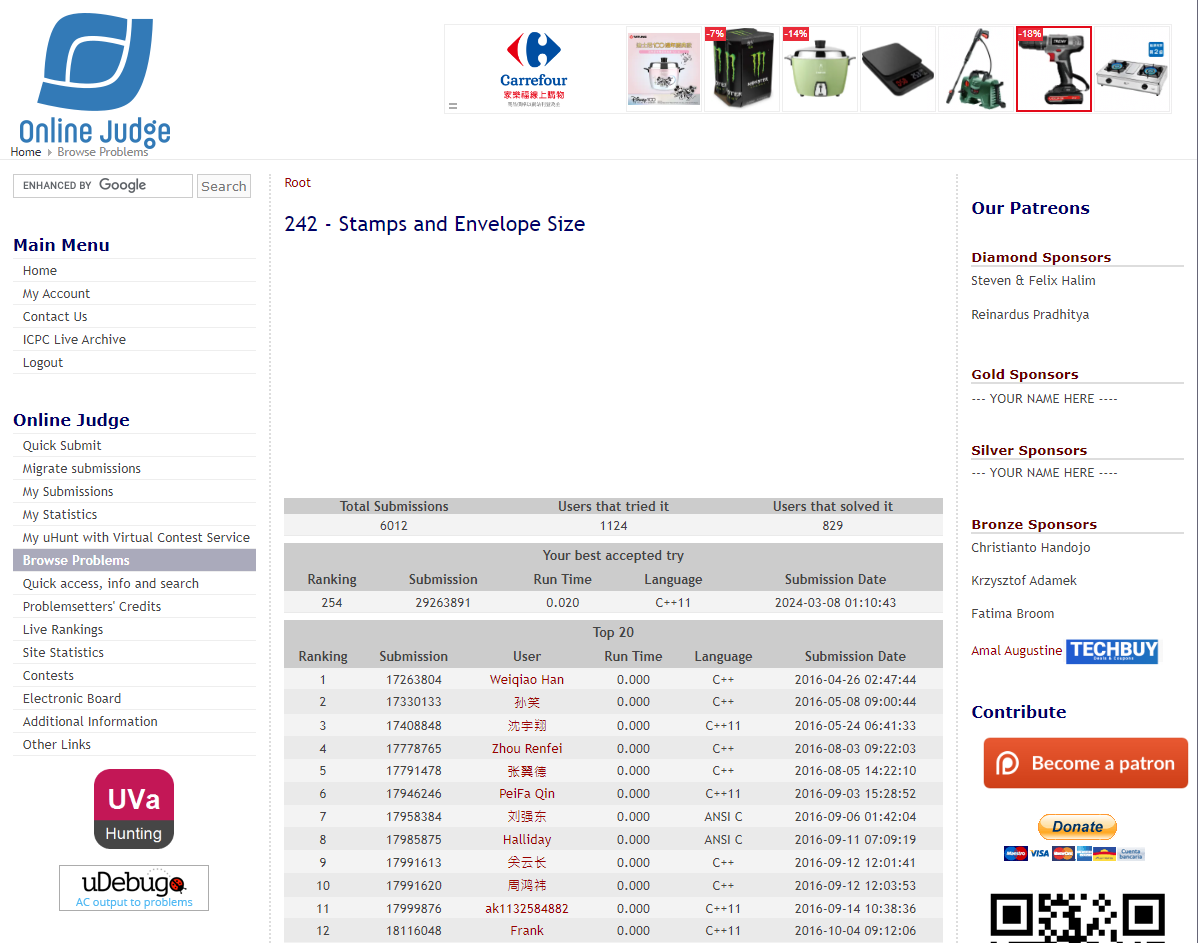 Online Judge
Home Browse Problems
Carrefour
家樂福線上購物
-7%
-14%
-18%
ENHANCED BY Google
Search
Main Menu
Home
My Account
Contact Us
ICPC Live Archive
Logout
Online Judge
Quick Submit
Migrate submissions
My Submissions
My Statistics
My uHunt with Virtual Contest Service
Browse Problems
Quick access, info and search
Problemsetters' Credits
Live Rankings
Site Statistics
Contests
Electronic Board
Additional Information
Other Links
UVa
Hunting
uDebug
AC output to problems
Root
242 - Stamps and Envelope Size
Total Submissions Users that tried it Users that solved it
6012 1124 829
Your best accepted try
Ranking Submission Run Time Language Submission Date
254 29263891 0.020 C++11 2024-03-08 01:10:43
Top 20
Ranking Submission User Run Time Language Submission Date
1 17263804 Weiqiao Han 0.000 C++ 2016-04-26 02:47:44
2 17330133 孙笑 0.000 C++ 2016-05-08 09:00:44
3 17408848 沈宇翔 0.000 C++11 2016-05-24 06:41:33
4 17778765 Zhou Renfei 0.000 C++ 2016-08-03 09:22:03
5 17791478 张翼德 0.000 C++ 2016-08-05 14:22:10
6 17946246 PeiFa Qin 0.000 C++11 2016-09-03 15:28:52
7 17958384 刘强东 0.000 ANSI C 2016-09-06 01:42:04
8 17985875 Halliday 0.000 ANSI C 2016-09-11 07:09:19
9 17991613 关云长 0.000 C++ 2016-09-12 12:01:41
10 17991620 周鸿祎 0.000 C++ 2016-09-12 12:03:53
11 17999876 ak1132584882 0.000 C++11 2016-09-14 10:38:36
12 18116048 Frank 0.000 C++11 2016-10-04 09:12:06
Our Patreons
Diamond Sponsors
Steven & Felix Halim
Reinardus Pradhitya
Gold Sponsors
--- YOUR NAME HERE ----
Silver Sponsors
--- YOUR NAME HERE ----
Bronze Sponsors
Christianto Handojo
Krzysztof Adamek
Fatima Broom
Amal Augustine TECHBUY
Deals & Coupons
Contribute
Become a patron
Donate
Maestro VISA
Cuenta
bancaria